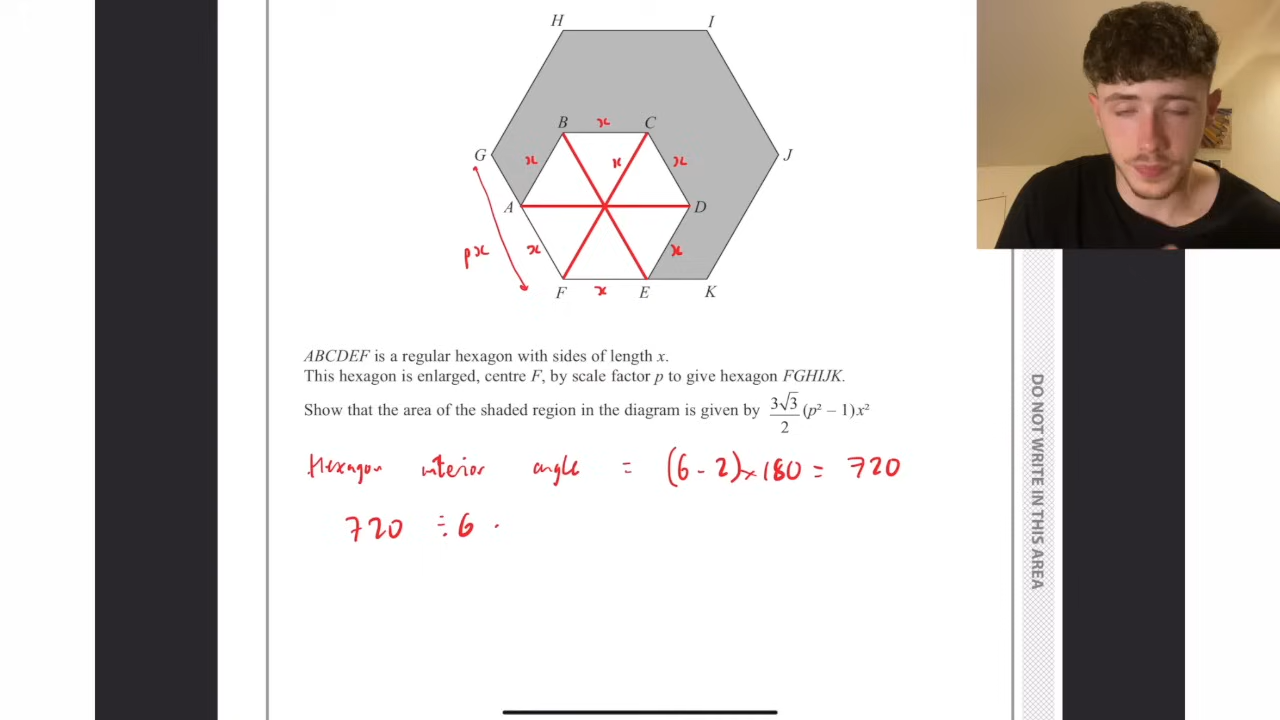 H I
B x C
G x x x J
A D
px x x
F x E K
ABCDEF is a regular hexagon with sides of length x.
This hexagon is enlarged, centre F, by scale factor p to give hexagon FGHIJK.
Show that the area of the shaded region in the diagram is given by 3√3/2 (p² – 1)x²
Hexagon interior angle = (6 - 2) × 180 = 720
720 ÷ 6
DO NOT WRITE IN THIS AREA